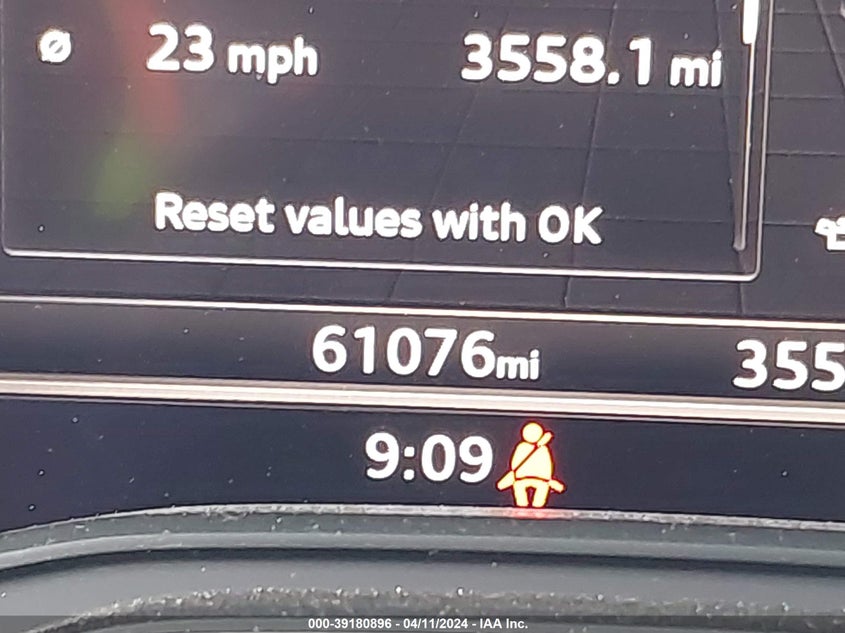 Ø 23 mph 3558.1 mi
Reset values with OK
61076mi 355
9:09
000-39180896 - 04/11/2024 - IAA Inc.